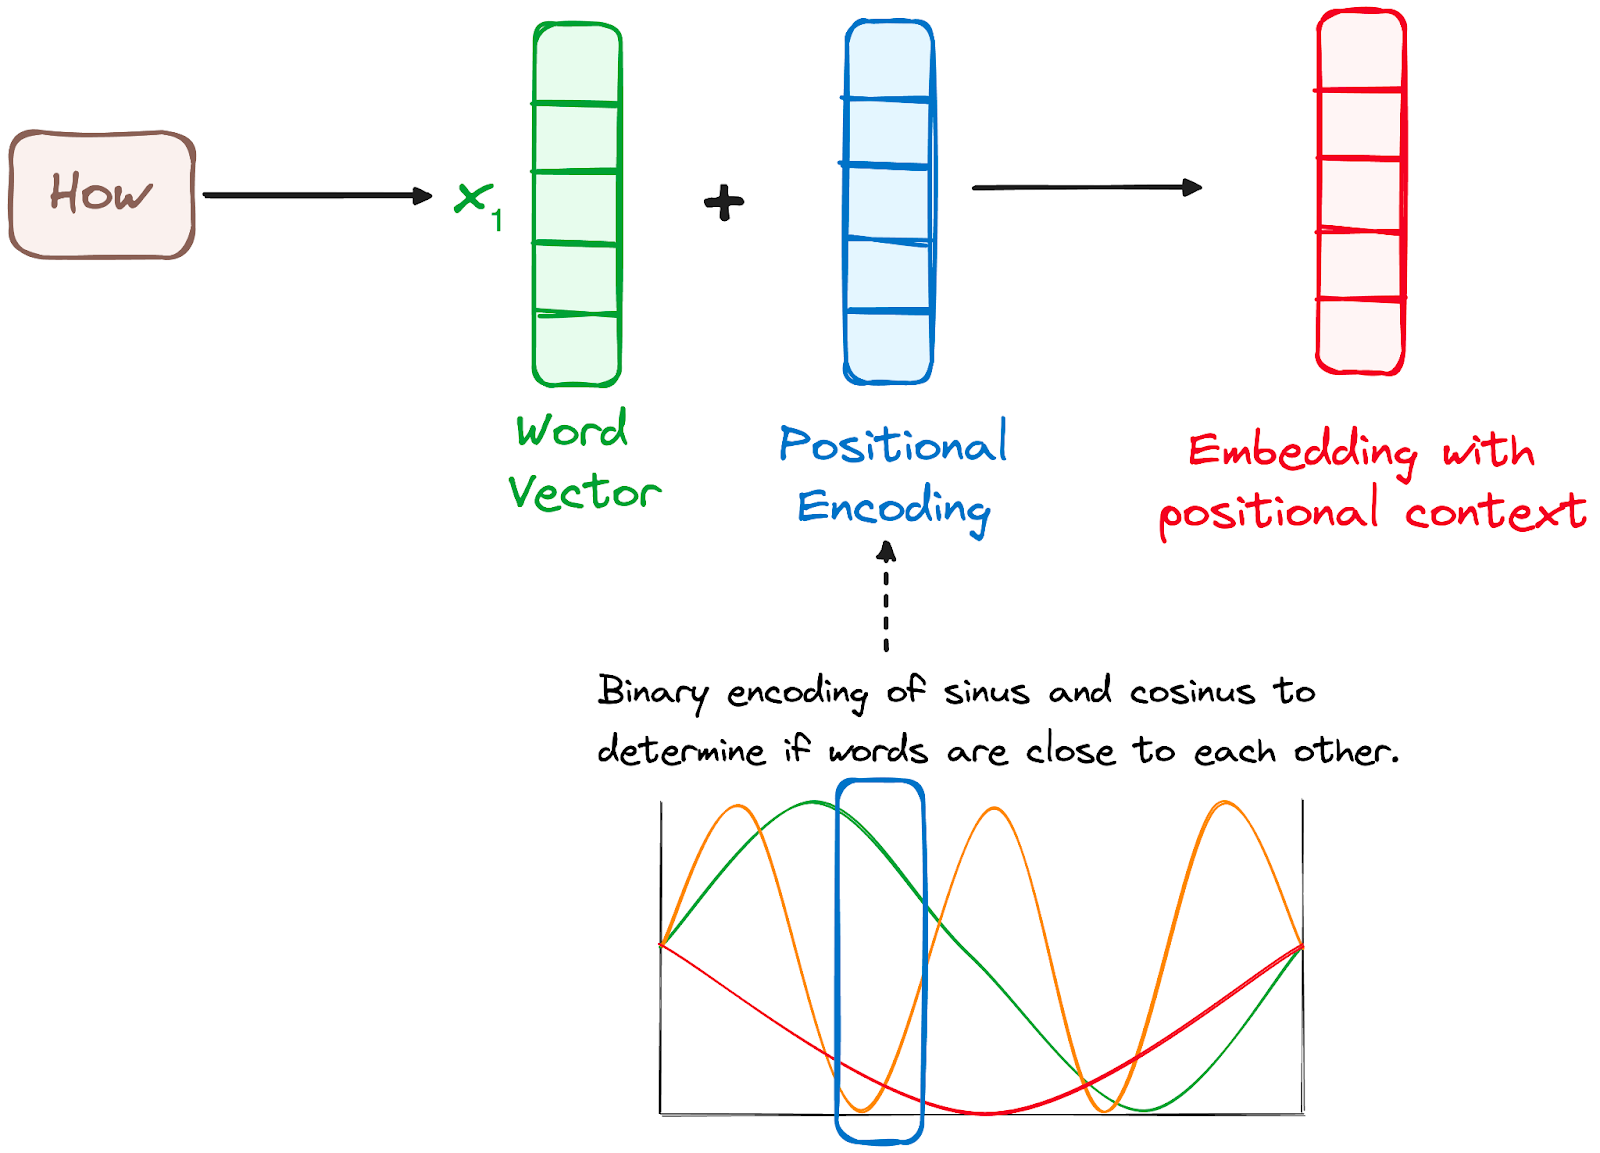 How
x₁
+
Word
Vector
Positional
Encoding
Embedding with
positional context
Binary encoding of sinus and cosinus to
determine if words are close to each other.